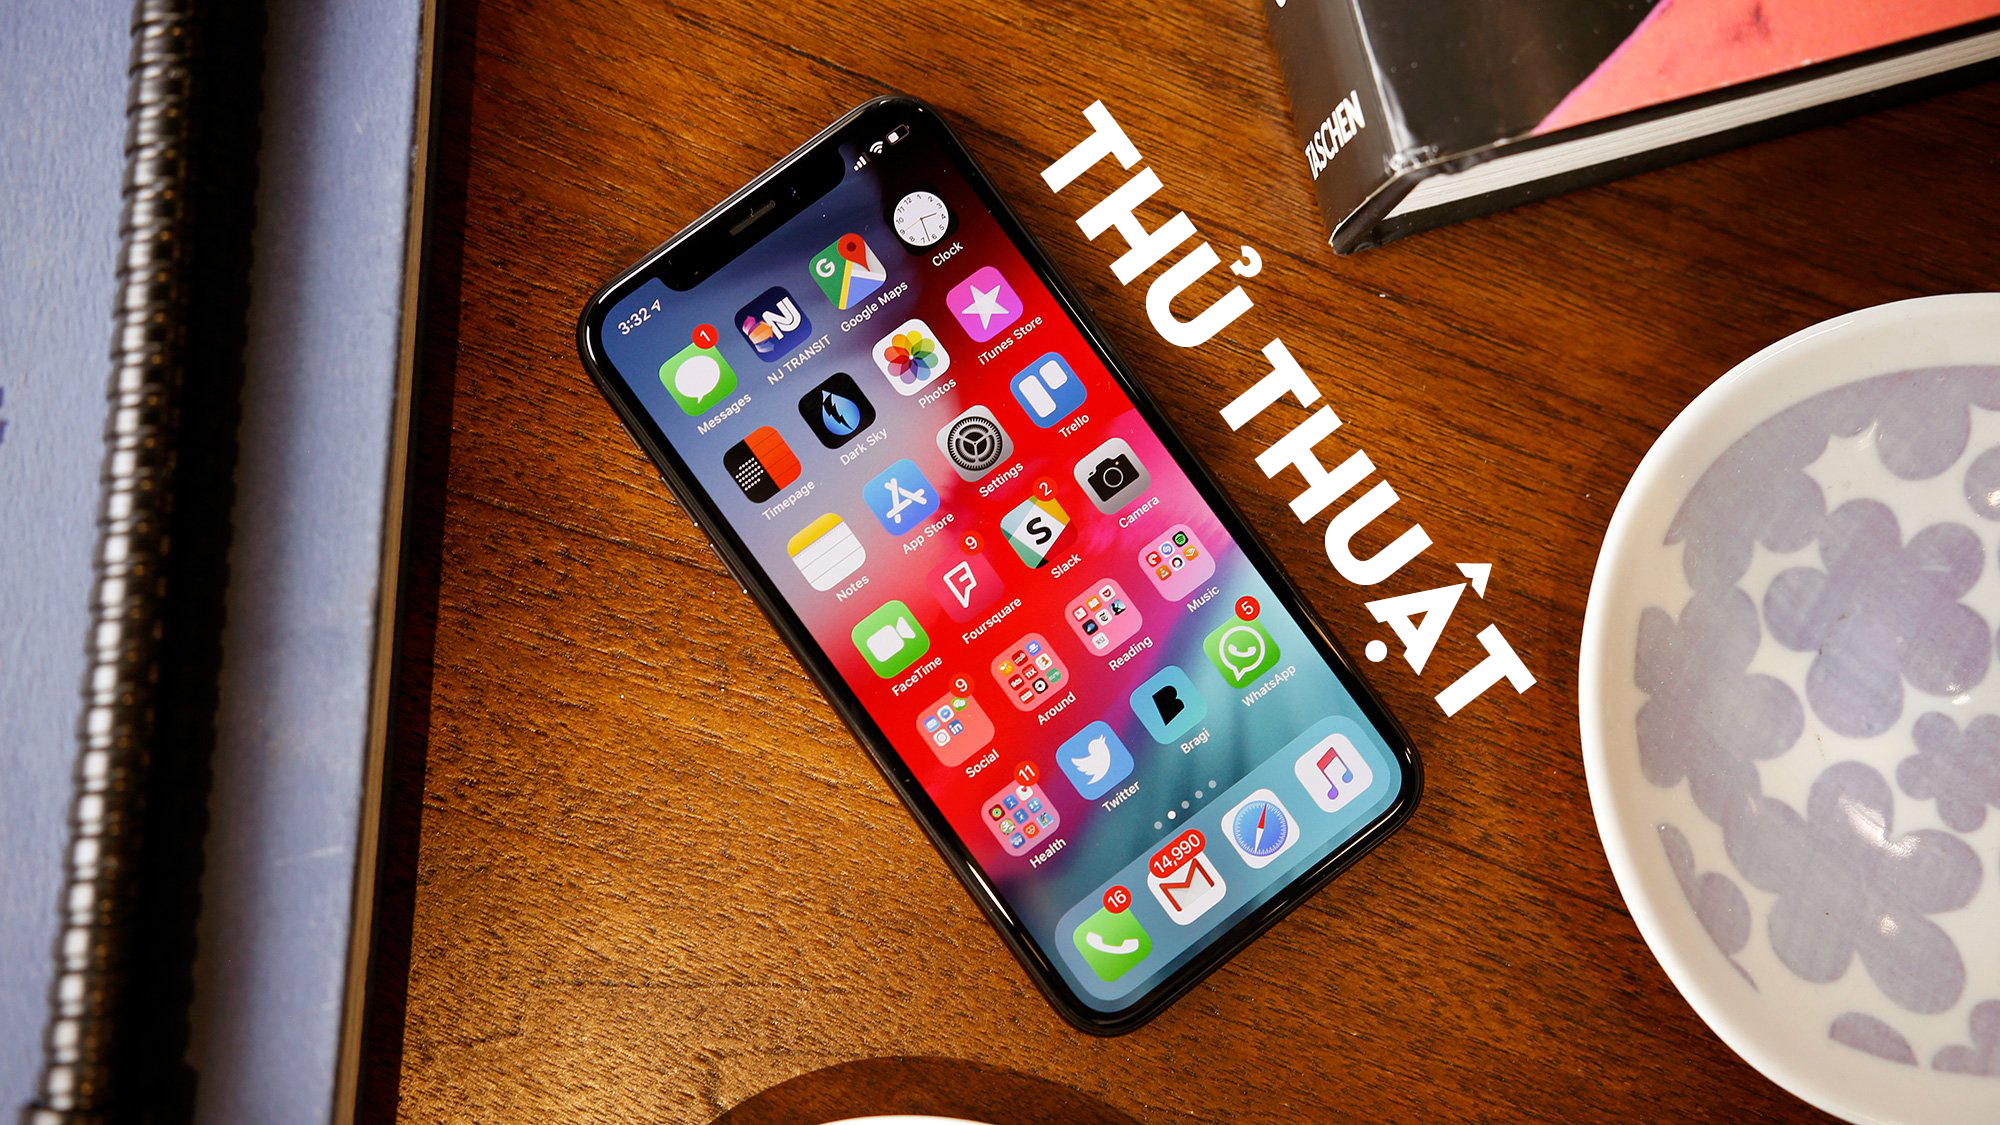 THỦ THUẬT
TASCHEN
3:32
1
Messages
NJ TRANSIT
G
Google Maps
Clock
Timepage
Dark Sky
Photos
iTunes Store
Notes
App Store
Settings
Trello
FaceTime
9
Foursquare
2
S
Slack
Camera
9
in
Social
Around
Reading
Music
11
Health
Twitter
B
Bragi
5
WhatsApp
16
14,990